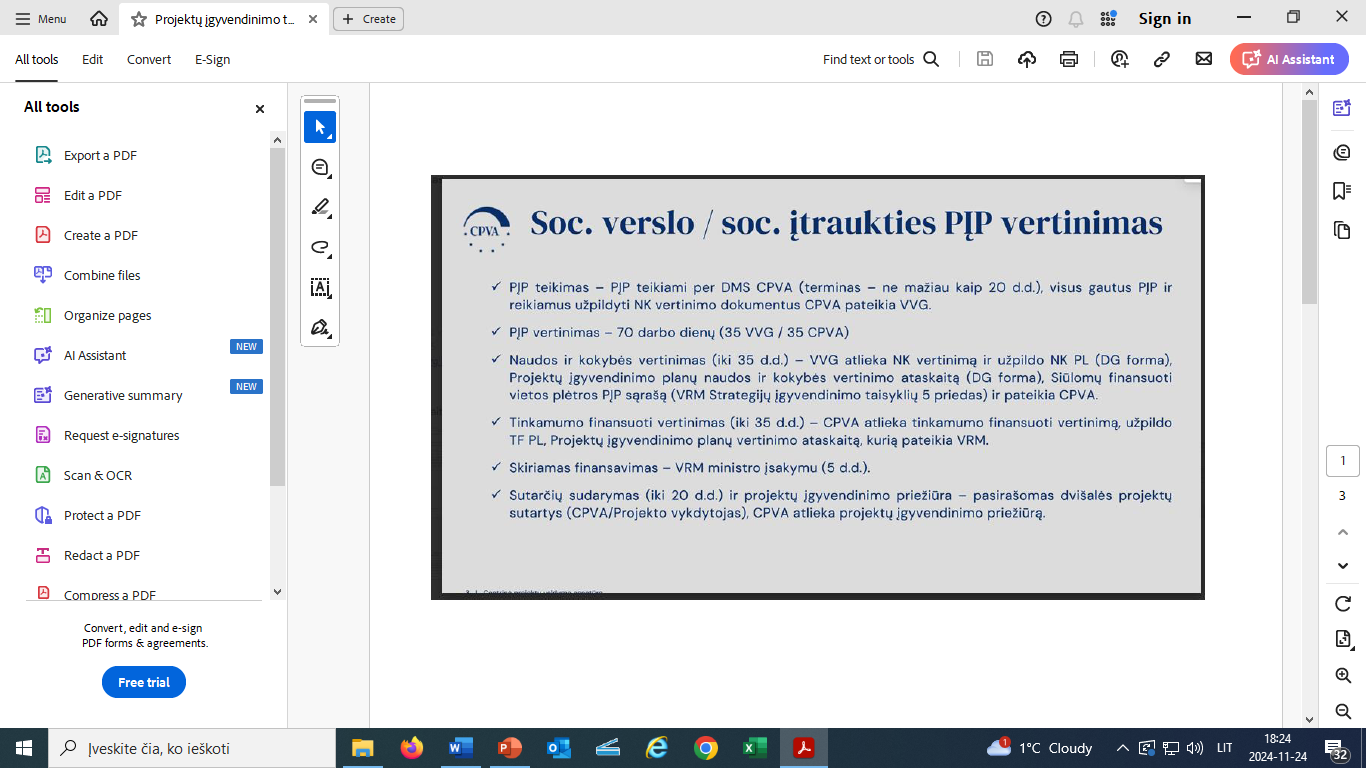 Menu
Projektų įgyvendinimo t...
Create
Sign in
All tools
Edit
Convert
E-Sign
Find text or tools
AI Assistant
All tools
Export a PDF
Edit a PDF
Create a PDF
Combine files
Organize pages
AI Assistant
NEW
Generative summary
NEW
Request e-signatures
Scan & OCR
Protect a PDF
Redact a PDF
Compress a PDF
Convert, edit and e-sign
PDF forms & agreements.
Free trial
CPVA
Soc. verslo / soc. įtraukties PĮP vertinimas
✓ PĮP teikimas – PĮP teikiami per DMS CPVA (terminas – ne mažiau kaip 20 d.d.), visus gautus PĮP ir
reikiamus užpildyti NK vertinimo dokumentus CPVA pateikia VVG.
✓ PĮP vertinimas – 70 darbo dienų (35 VVG / 35 CPVA)
✓ Naudos ir kokybės vertinimas (iki 35 d.d.) – VVG atlieka NK vertinimą ir užpildo NK PL (DG forma),
Projektų įgyvendinimo planų naudos ir kokybės vertinimo ataskaitą (DG forma), Siūlomų finansuoti
vietos plėtros PĮP sąrašą (VRM Strategijų įgyvendinimo taisyklių 5 priedas) ir pateikia CPVA.
✓ Tinkamumo finansuoti vertinimas (iki 35 d.d.) – CPVA atlieka tinkamumo finansuoti vertinimą, užpildo
TF PL, Projektų įgyvendinimo planų vertinimo ataskaitą, kurią pateikia VRM.
✓ Skiriamas finansavimas – VRM ministro įsakymu (5 d.d.).
✓ Sutarčių sudarymas (iki 20 d.d.) ir projektų įgyvendinimo priežiūra – pasirašomas dvišalės projektų
sutartys (CPVA/Projekto vykdytojas), CPVA atlieka projektų įgyvendinimo priežiūrą.
1
3
Įveskite čia, ko ieškoti
1
1°C Cloudy
LIT
18:24
2024-11-24
32